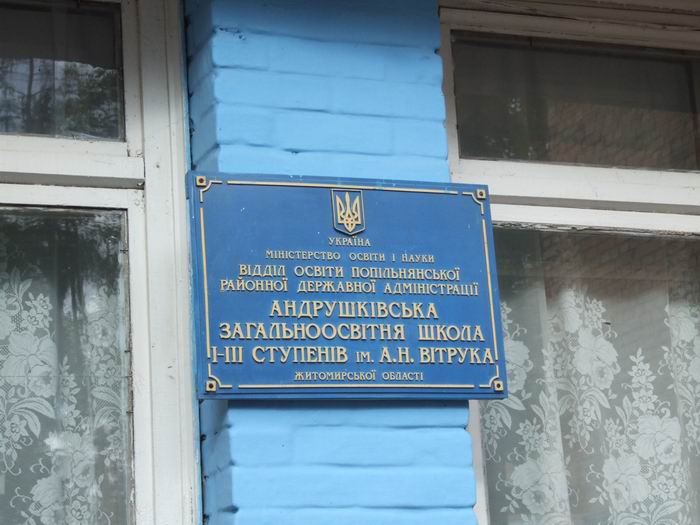 УКРАЇНА
МІНІСТЕРСТВО ОСВІТИ І НАУКИ
ВІДДІЛ ОСВІТИ ПОПІЛЬНЯНСЬКОЇ
РАЙОННОЇ ДЕРЖАВНОЇ АДМІНІСТРАЦІЇ
АНДРУШКІВСЬКА
ЗАГАЛЬНООСВІТНЯ ШКОЛА
І-ІІІ СТУПЕНІВ ІМ. А.Н. ВІТРУКА
ЖИТОМИРСЬКОЇ ОБЛАСТІ